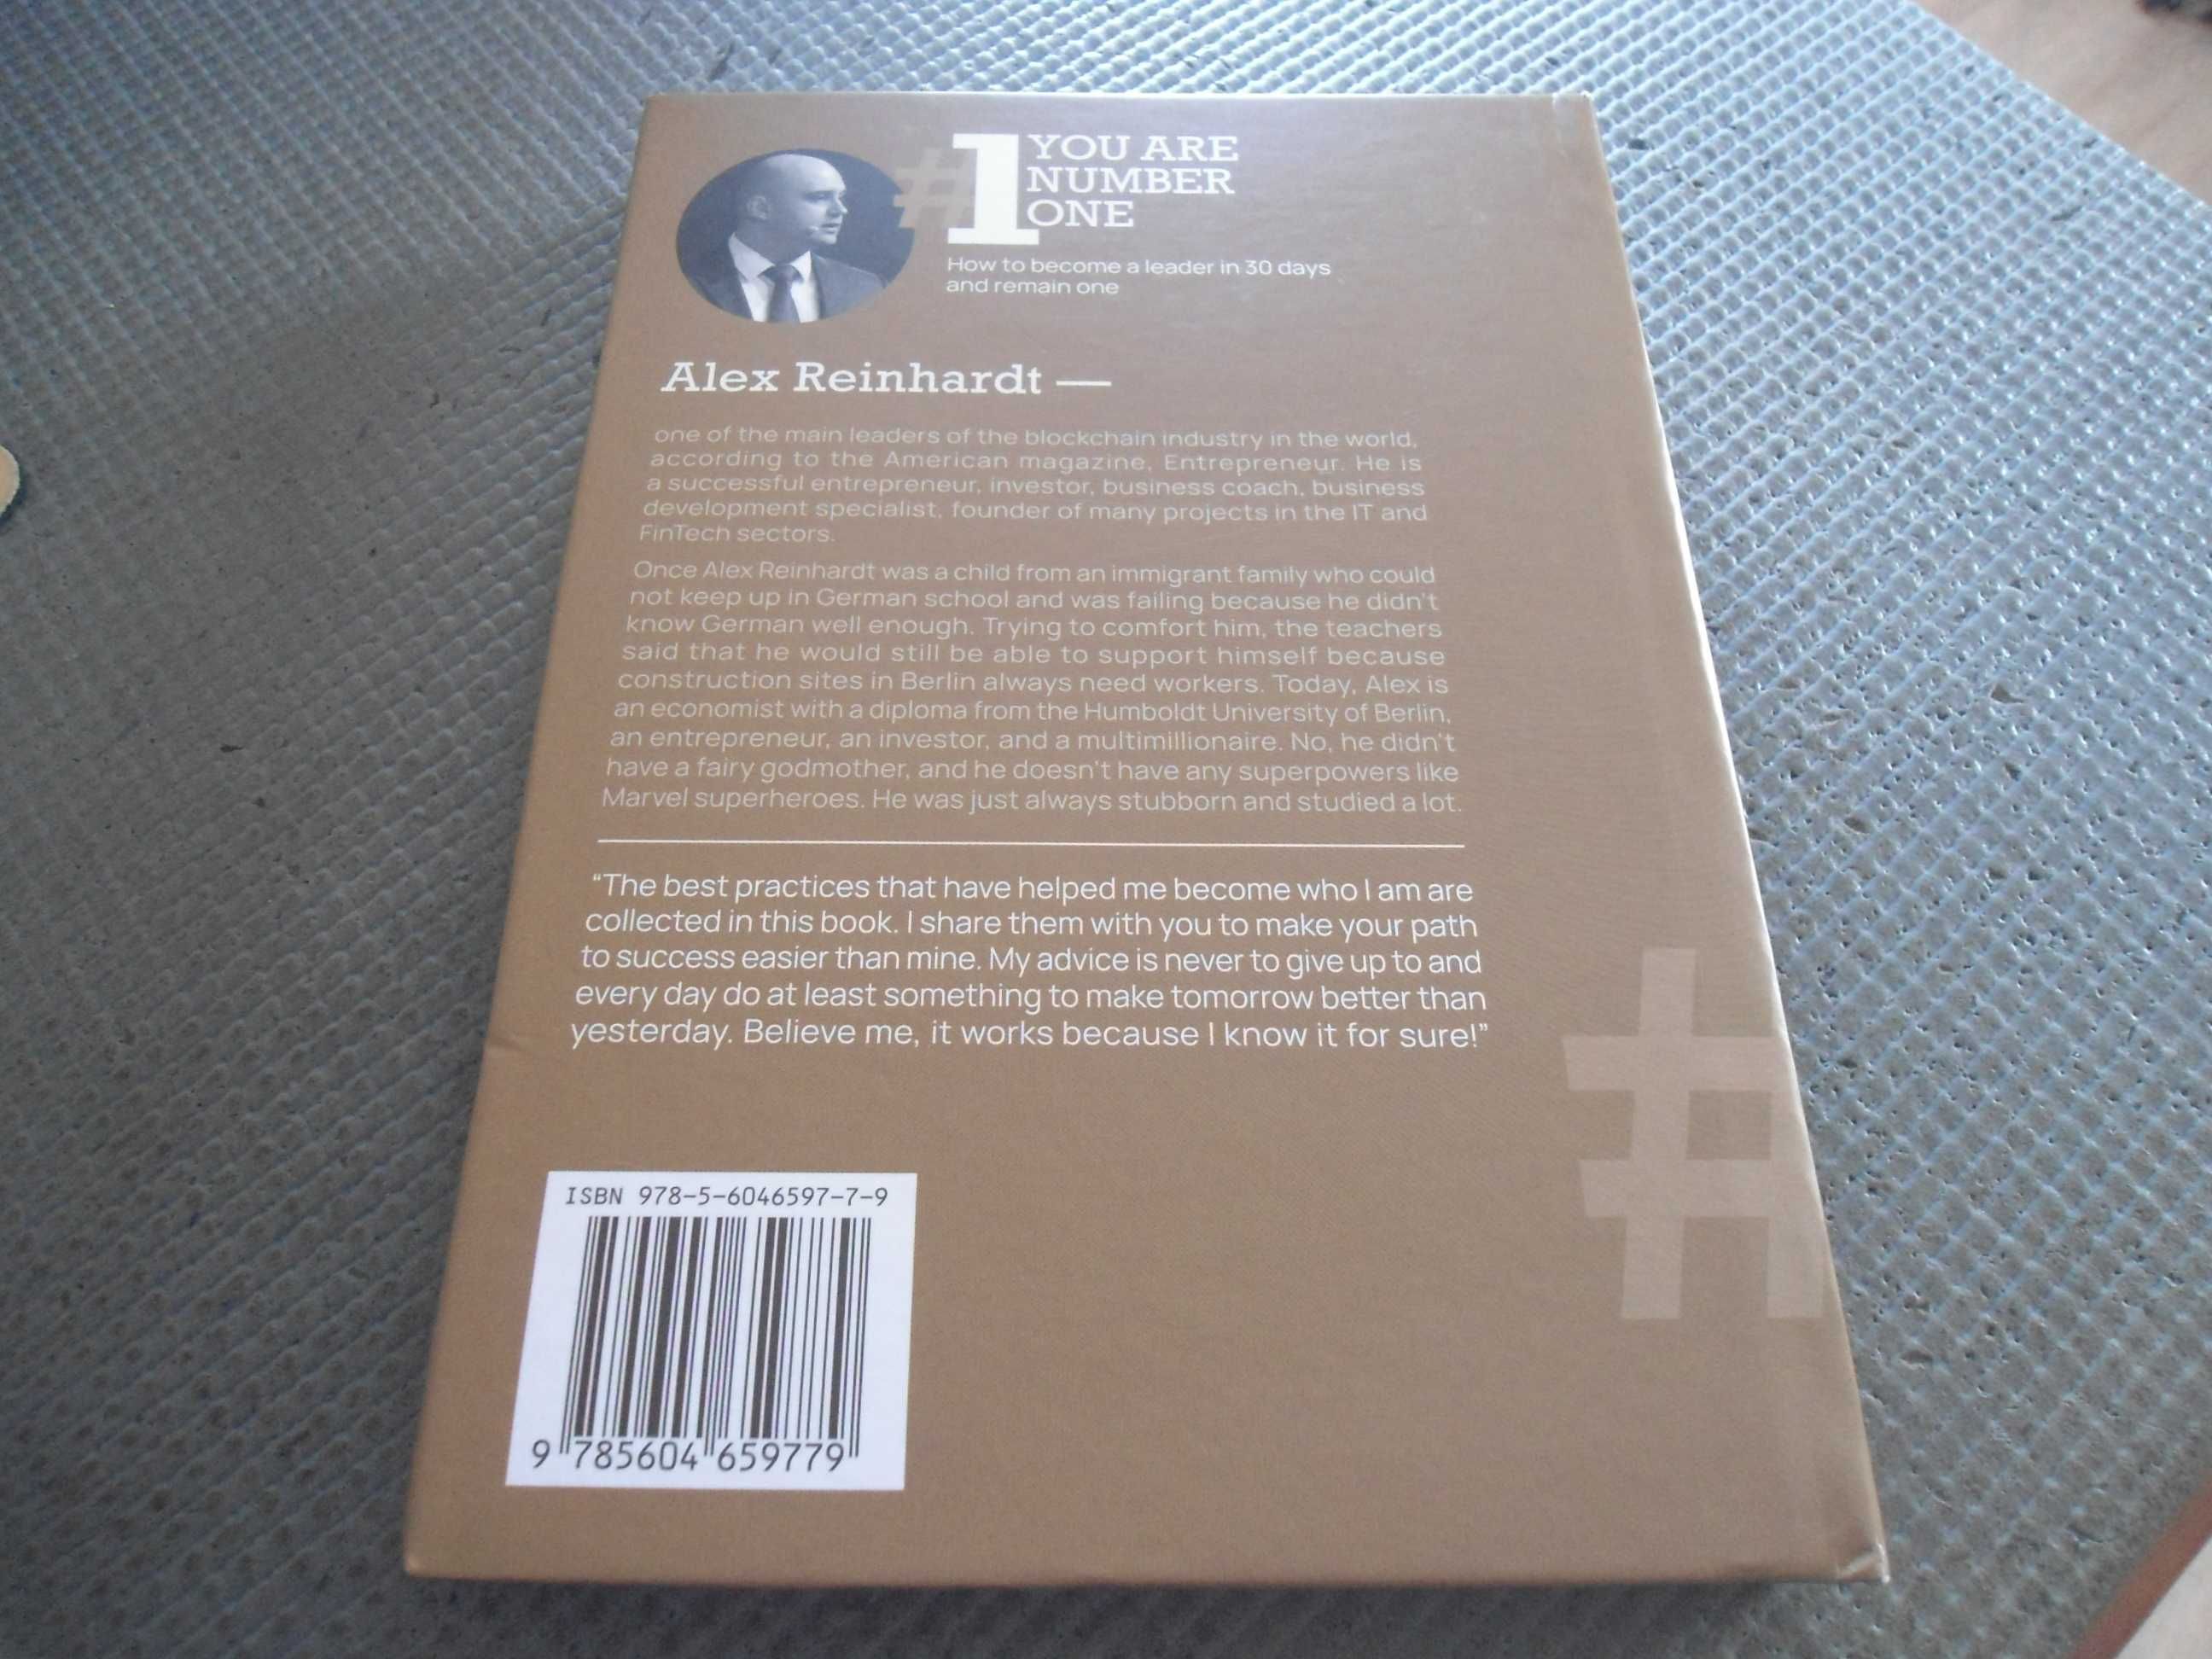 #1 YOU ARE
NUMBER
ONE
How to become a leader in 30 days
and remain one
Alex Reinhardt —
one of the main leaders of the blockchain industry in the world,
according to the American magazine, Entrepreneur. He is
a successful entrepreneur, investor, business coach, business
development specialist, founder of many projects in the IT and
FinTech sectors.
Once Alex Reinhardt was a child from an immigrant family who could
not keep up in German school and was failing because he didn't
know German well enough. Trying to comfort him, the teachers
said that he would still be able to support himself because
construction sites in Berlin always need workers. Today, Alex is
an economist with a diploma from the Humboldt University of Berlin,
an entrepreneur, an investor, and a multimillionaire. No, he didn't
have a fairy godmother, and he doesn't have any superpowers like
Marvel superheroes. He was just always stubborn and studied a lot.
“The best practices that have helped me become who I am are
collected in this book. I share them with you to make your path
to success easier than mine. My advice is never to give up to and
every day do at least something to make tomorrow better than
yesterday. Believe me, it works because I know it for sure!”
#
ISBN 978-5-6046597-7-9
9 785604 659779